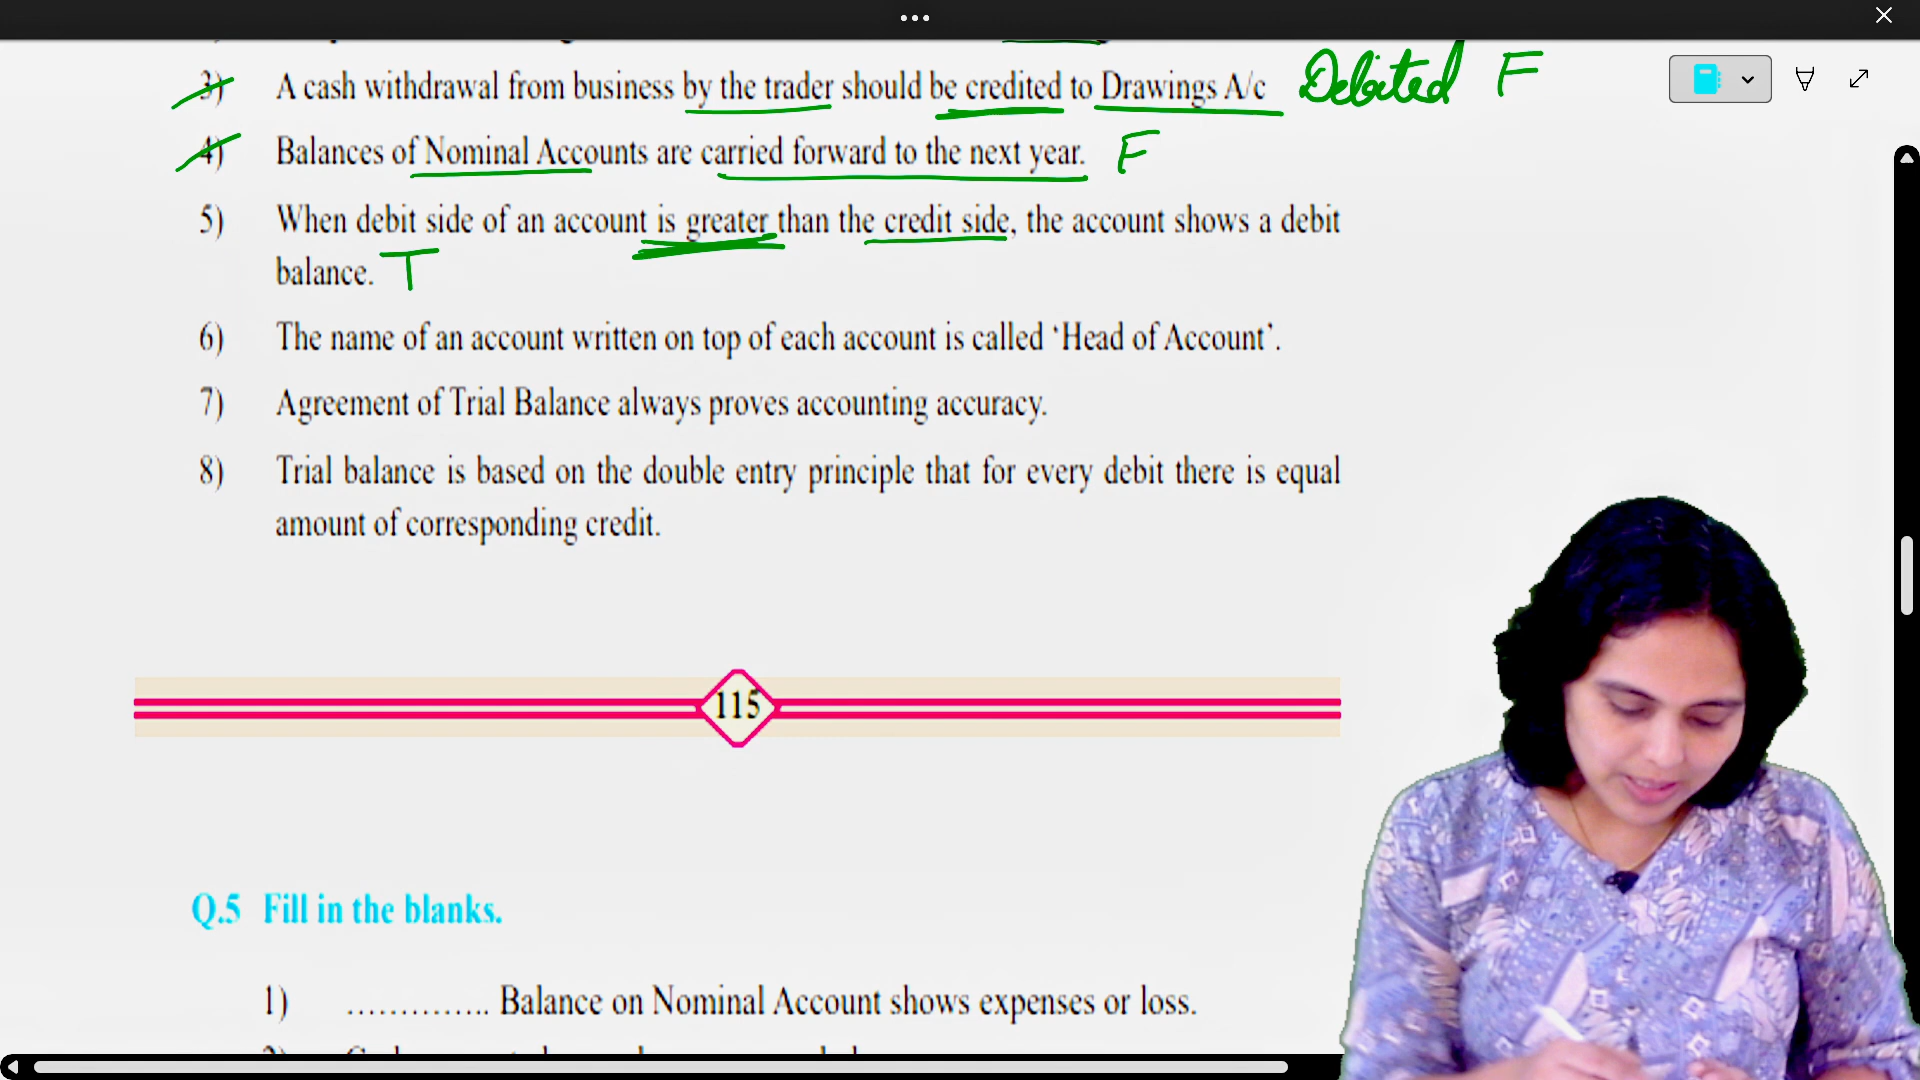 3) A cash withdrawal from business by the trader should be credited to Drawings A/c Debited F
4) Balances of Nominal Accounts are carried forward to the next year. F
5) When debit side of an account is greater than the credit side, the account shows a debit
balance. T
6) The name of an account written on top of each account is called ‘Head of Account’.
7) Agreement of Trial Balance always proves accounting accuracy.
8) Trial balance is based on the double entry principle that for every debit there is equal
amount of corresponding credit.
115
Q.5 Fill in the blanks.
1) .............. Balance on Nominal Account shows expenses or loss.